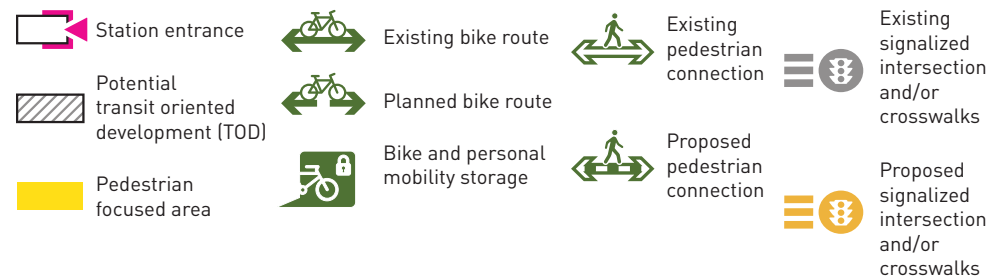 Station entrance
Potential
transit oriented
development (TOD)
Pedestrian
focused area
Existing bike route
Planned bike route
Bike and personal
mobility storage
Existing
pedestrian
connection
Proposed
pedestrian
connection
Existing
signalized
intersection
and/or
crosswalks
Proposed
signalized
intersection
and/or
crosswalks